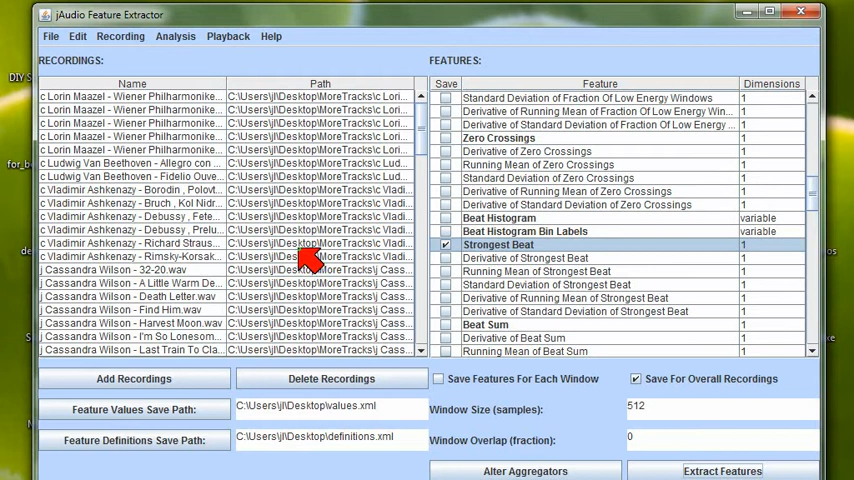 jAudio Feature Extractor
File Edit Recording Analysis Playback Help
RECORDINGS:
Name Path
c Lorin Maazel - Wiener Philharmonike... C:\Users\jl\Desktop\MoreTracks\c Lori...
c Lorin Maazel - Wiener Philharmonike... C:\Users\jl\Desktop\MoreTracks\c Lori...
c Lorin Maazel - Wiener Philharmonike... C:\Users\jl\Desktop\MoreTracks\c Lori...
c Lorin Maazel - Wiener Philharmonike... C:\Users\jl\Desktop\MoreTracks\c Lori...
c Lorin Maazel - Wiener Philharmonike... C:\Users\jl\Desktop\MoreTracks\c Lori...
c Ludwig Van Beethoven - Allegro con ... C:\Users\jl\Desktop\MoreTracks\c Lud...
c Ludwig Van Beethoven - Fidelio Ouve... C:\Users\jl\Desktop\MoreTracks\c Lud...
c Vladimir Ashkenazy - Borodin , Polovt... C:\Users\jl\Desktop\MoreTracks\c Vladi...
c Vladimir Ashkenazy - Bruch , Kol Nidr... C:\Users\jl\Desktop\MoreTracks\c Vladi...
c Vladimir Ashkenazy - Debussy , Fete... C:\Users\jl\Desktop\MoreTracks\c Vladi...
c Vladimir Ashkenazy - Debussy , Prelu... C:\Users\jl\Desktop\MoreTracks\c Vladi...
c Vladimir Ashkenazy - Richard Straus... C:\Users\jl\Desktop\MoreTracks\c Vladi...
c Vladimir Ashkenazy - Rimsky-Korsak... C:\Users\jl\Desktop\MoreTracks\c Vladi...
j Cassandra Wilson - 32-20.wav C:\Users\jl\Desktop\MoreTracks\j Cass...
j Cassandra Wilson - A Little Warm De... C:\Users\jl\Desktop\MoreTracks\j Cass...
j Cassandra Wilson - Death Letter.wav C:\Users\jl\Desktop\MoreTracks\j Cass...
j Cassandra Wilson - Find Him.wav C:\Users\jl\Desktop\MoreTracks\j Cass...
j Cassandra Wilson - Harvest Moon.wav C:\Users\jl\Desktop\MoreTracks\j Cass...
j Cassandra Wilson - I'm So Lonesom... C:\Users\jl\Desktop\MoreTracks\j Cass...
j Cassandra Wilson - Last Train To Cla... C:\Users\jl\Desktop\MoreTracks\j Cass...
FEATURES:
Save Feature Dimensions
Standard Deviation of Fraction Of Low Energy Windows 1
Derivative of Running Mean of Fraction Of Low Energy Win... 1
Derivative of Standard Deviation of Fraction Of Low Energy ... 1
Zero Crossings 1
Derivative of Zero Crossings 1
Running Mean of Zero Crossings 1
Standard Deviation of Zero Crossings 1
Derivative of Running Mean of Zero Crossings 1
Derivative of Standard Deviation of Zero Crossings 1
Beat Histogram variable
Beat Histogram Bin Labels variable
Strongest Beat 1
Derivative of Strongest Beat 1
Running Mean of Strongest Beat 1
Standard Deviation of Strongest Beat 1
Derivative of Running Mean of Strongest Beat 1
Derivative of Standard Deviation of Strongest Beat 1
Beat Sum 1
Derivative of Beat Sum 1
Running Mean of Beat Sum 1
Add Recordings Delete Recordings
Feature Values Save Path: C:\Users\jl\Desktop\values.xml
Feature Definitions Save Path: C:\Users\jl\Desktop\definitions.xml
Save Features For Each Window Save For Overall Recordings
Window Size (samples): 512
Window Overlap (fraction): 0
Alter Aggregators Extract Features
DIY S
for_b